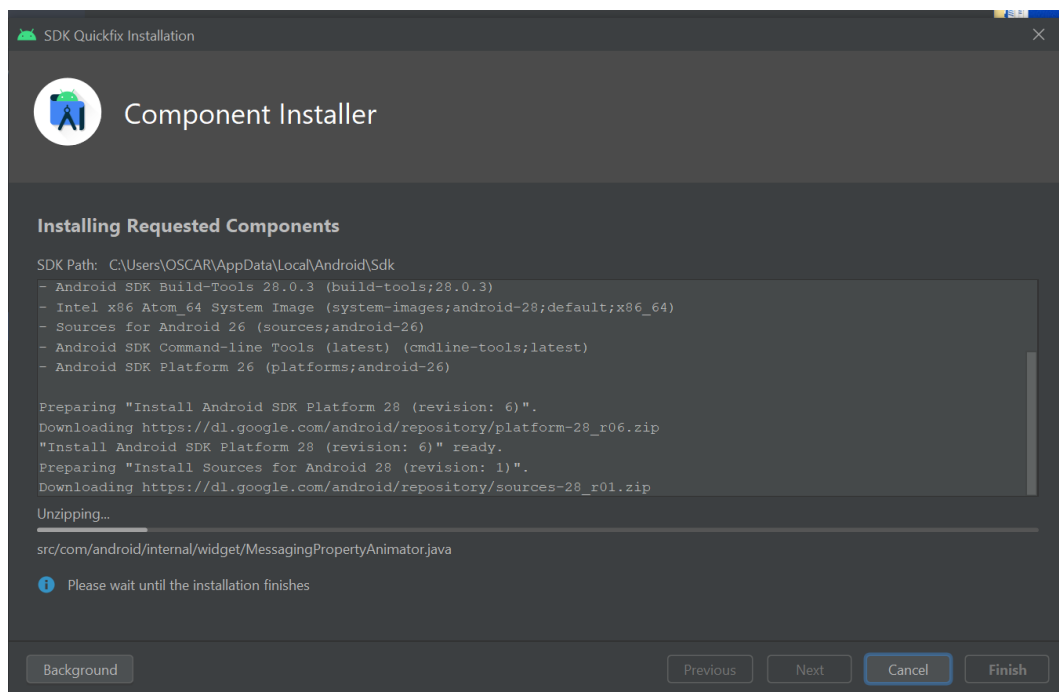 SDK Quickfix Installation
Component Installer
Installing Requested Components
SDK Path: C:\Users\OSCAR\AppData\Local\Android\Sdk
- Android SDK Build-Tools 28.0.3 (build-tools;28.0.3)
- Intel x86 Atom_64 System Image (system-images;android-28;default;x86_64)
- Sources for Android 26 (sources;android-26)
- Android SDK Command-line Tools (latest) (cmdline-tools;latest)
- Android SDK Platform 26 (platforms;android-26)
Preparing "Install Android SDK Platform 28 (revision: 6)".
Downloading https://dl.google.com/android/repository/platform-28_r06.zip
"Install Android SDK Platform 28 (revision: 6)" ready.
Preparing "Install Sources for Android 28 (revision: 1)".
Downloading https://dl.google.com/android/repository/sources-28_r01.zip
Unzipping...
src/com/android/internal/widget/MessagingPropertyAnimator.java
Please wait until the installation finishes
Background Previous Next Cancel Finish